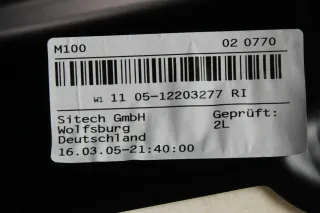 M100 02 0770
W1 11 05-12203277 RI
Sitech GmbH Geprüft:
Wolfsburg 2L
Deutschland
16.03.05-21:40:00